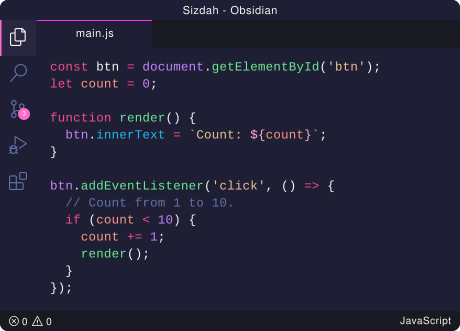 Sizdah - Obsidian
main.js
const btn = document.getElementById('btn');
let count = 0;
function render() {
  btn.innerText = `Count: ${count}`;
}
btn.addEventListener('click', () => {
  // Count from 1 to 10.
  if (count < 10) {
    count += 1;
    render();
  }
});
3
0 0
JavaScript